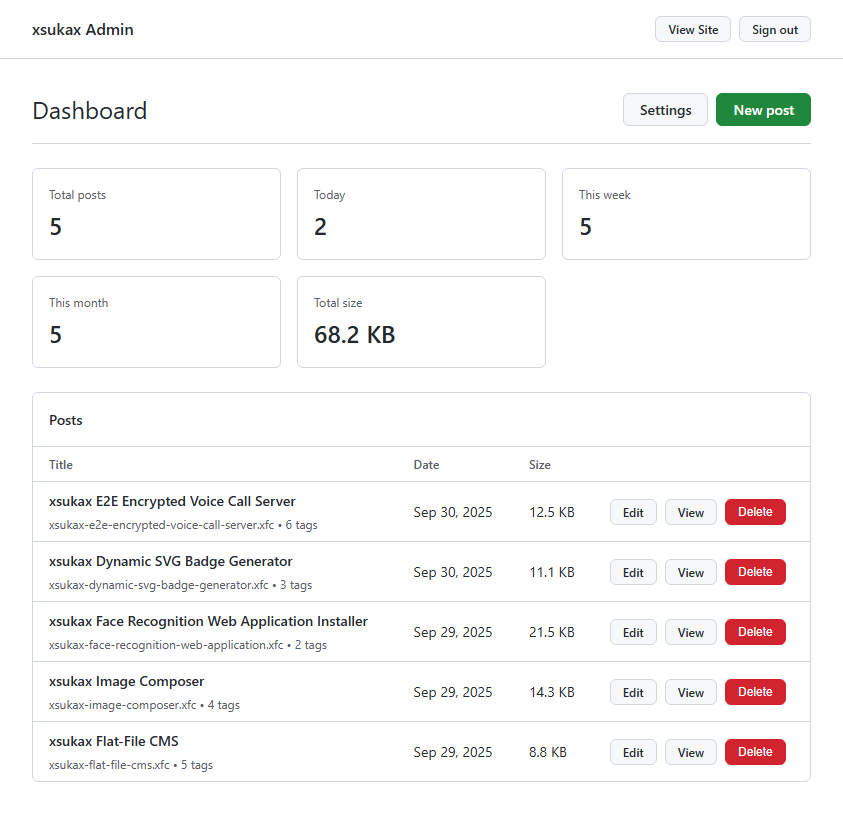 xsukax Admin
View Site
Sign out
Dashboard
Settings
New post
Total posts
5
Today
2
This week
5
This month
5
Total size
68.2 KB
Posts
Title Date Size
xsukax E2E Encrypted Voice Call Server
xsukax-e2e-encrypted-voice-call-server.xfc • 6 tags
Sep 30, 2025 12.5 KB Edit View Delete
xsukax Dynamic SVG Badge Generator
xsukax-dynamic-svg-badge-generator.xfc • 3 tags
Sep 30, 2025 11.1 KB Edit View Delete
xsukax Face Recognition Web Application Installer
xsukax-face-recognition-web-application.xfc • 2 tags
Sep 29, 2025 21.5 KB Edit View Delete
xsukax Image Composer
xsukax-image-composer.xfc • 4 tags
Sep 29, 2025 14.3 KB Edit View Delete
xsukax Flat-File CMS
xsukax-flat-file-cms.xfc • 5 tags
Sep 29, 2025 8.8 KB Edit View Delete